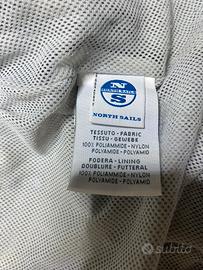 N
NORTH SAILS
S
NORTH SAILS
TESSUTO - FABRIC
TISSU - GEWEBE
100% POLIAMMIDE - NYLON
POLYAMIDE - POLYAMID
FODERA - LINING
DOUBLURE - FUTTERAL
100% POLIAMMIDE - NYLON
POLYAMIDE - POLYAMID
subito